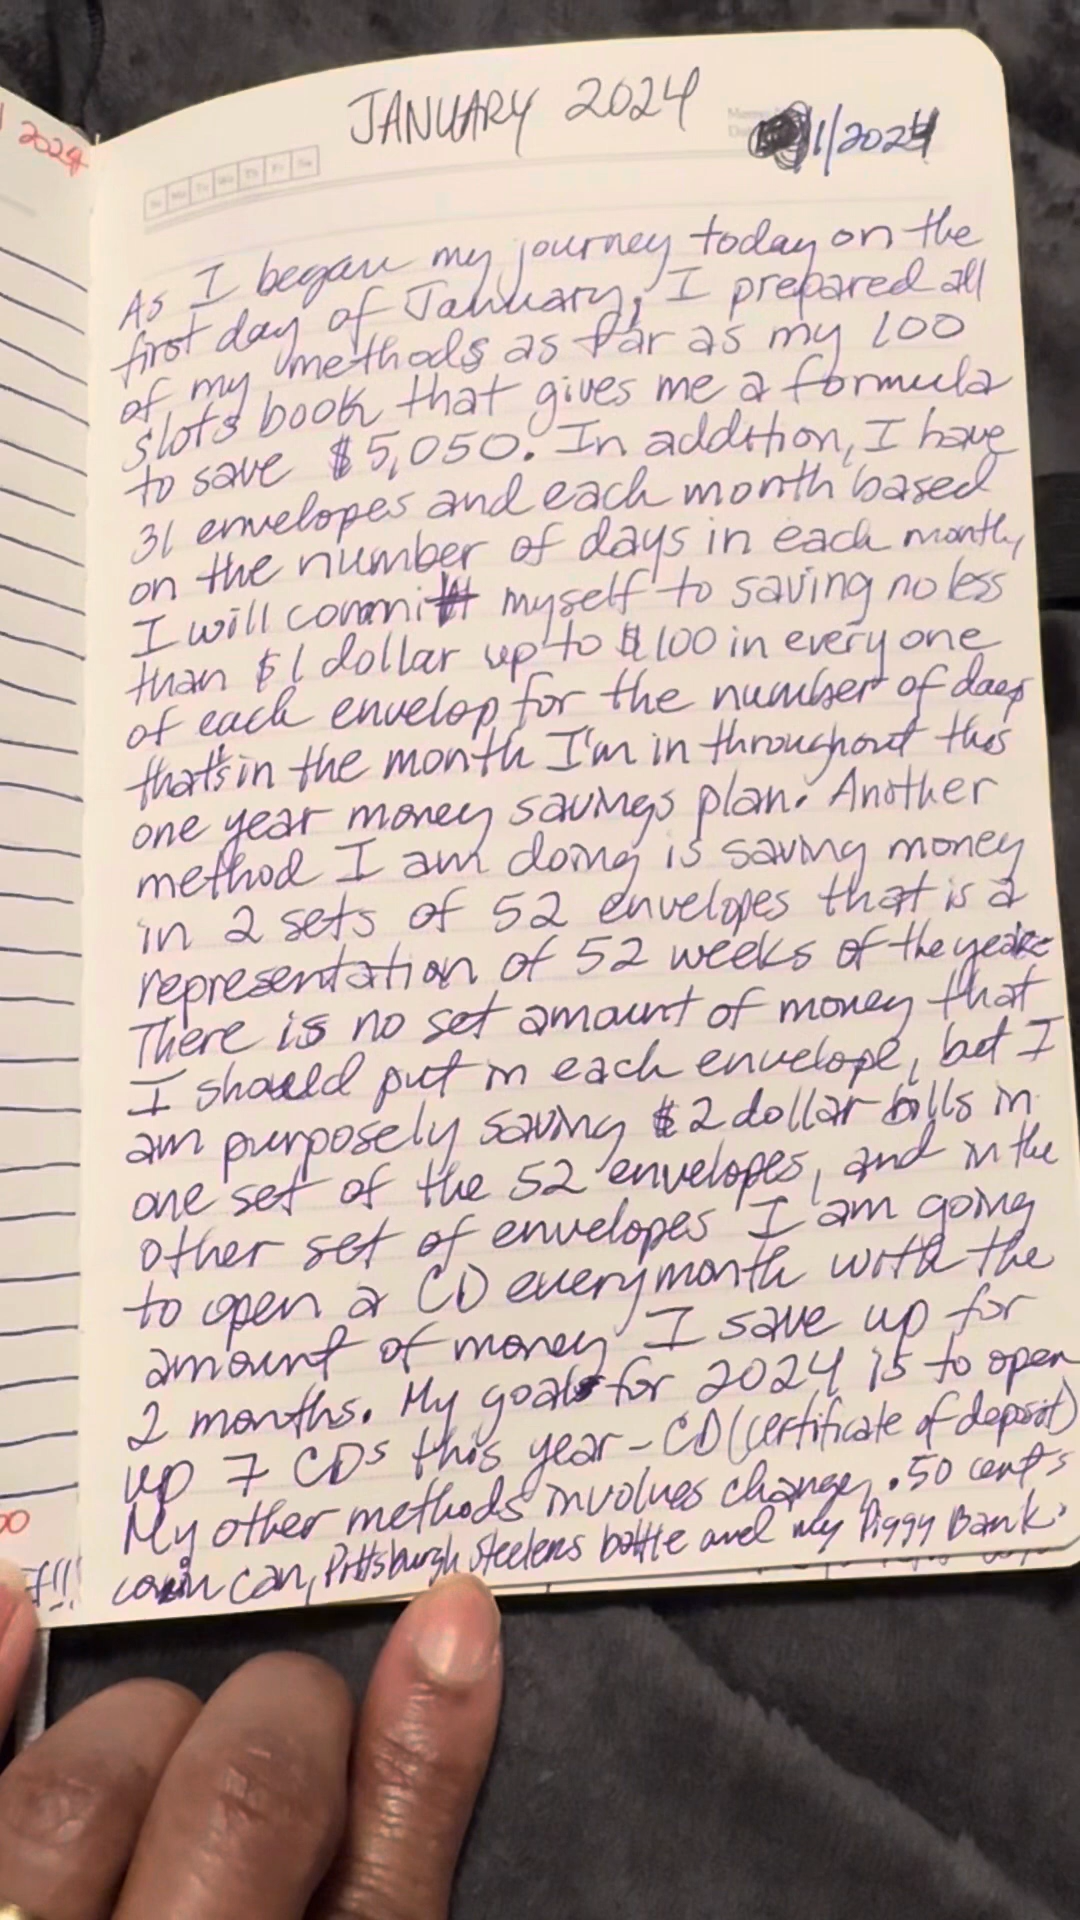 2024
JANUARY 2024
1/2024
Su Mo Tu We Th Fr Sa
As I began my journey today on the
first day of January, I prepared all
of my methods as far as my 100
slots book that gives me a formula
to save $5,050. In addition, I have
31 envelopes and each month based
on the number of days in each month,
I will commit myself to saving no less
than $1 dollar up to $100 in every one
of each envelop for the number of days
that's in the month I'm in throughout this
one year money savings plan. Another
method I am doing is saving money
in 2 sets of 52 envelopes that is a
representation of 52 weeks of the year.
There is no set amount of money that
I should put in each envelope, but I
am purposely saving $2 dollar bills in
one set of the 52 envelopes, and in the
other set of envelopes I am going
to open a CD every month with the
amount of money I save up for
2 months. My goal for 2024 is to open
up 7 CDs this year - CD (certificate of deposit)
My other methods involves change, .50 cents
coin can, Pittsburgh Steelers bottle and my Piggy Bank.